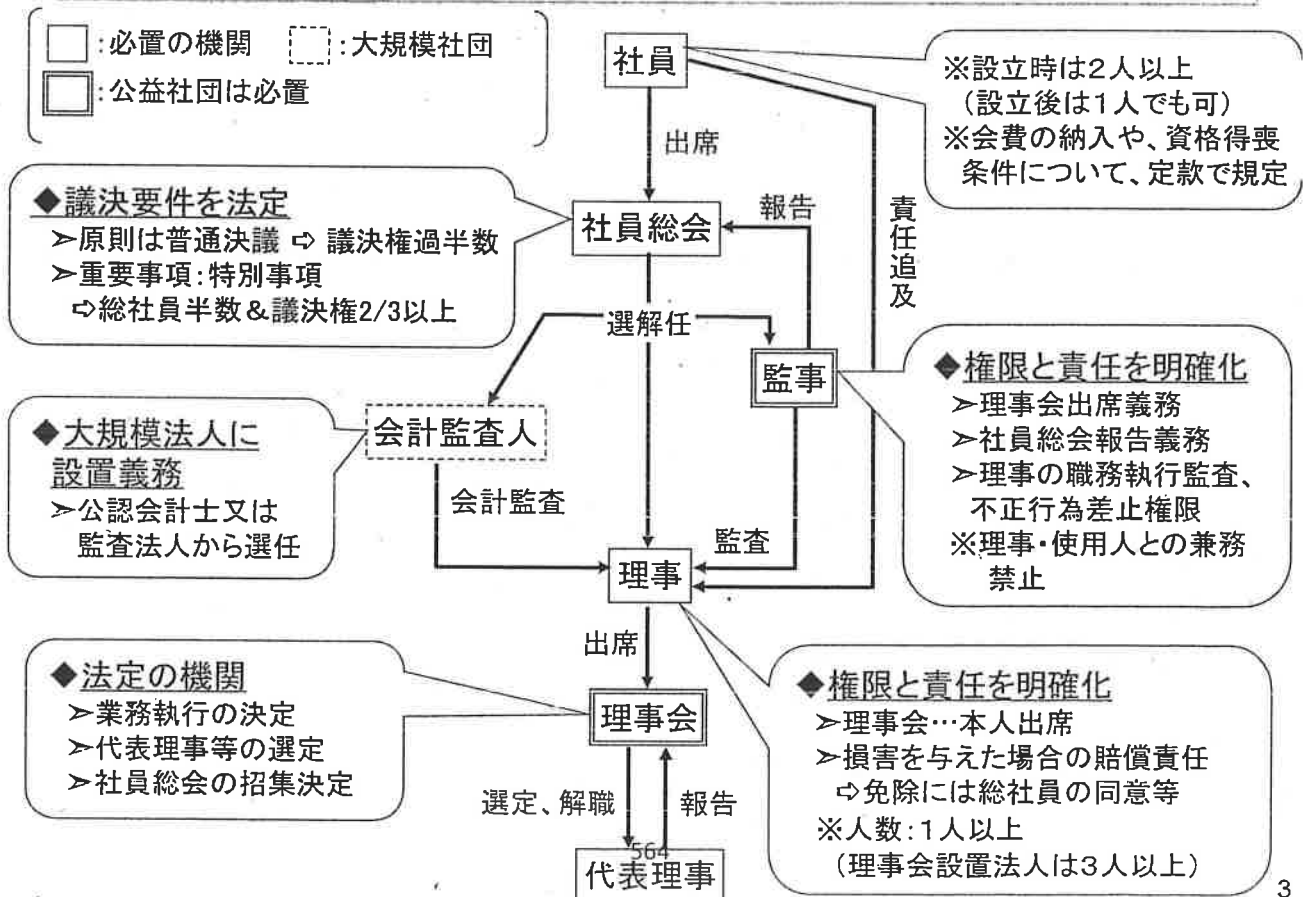 :必置の機関
:大規模社団
:公益社団は必置
社員
※設立時は2人以上
(設立後は1人でも可)
※会費の納入や、資格得喪
条件について、定款で規定
出席
◆議決要件を法定
➢原則は普通決議 ⇨ 議決権過半数
➢重要事項:特別事項
⇨総社員半数&議決権2/3以上
社員総会
報告
責任追及
選解任
監事
◆権限と責任を明確化
➢理事会出席義務
➢社員総会報告義務
➢理事の職務執行監査、
不正行為差止権限
※理事・使用人との兼務
禁止
◆大規模法人に
設置義務
➢公認会計士又は
監査法人から選任
会計監査人
会計監査
監査
理事
出席
◆法定の機関
➢業務執行の決定
➢代表理事等の選定
➢社員総会の招集決定
理事会
◆権限と責任を明確化
➢理事会…本人出席
➢損害を与えた場合の賠償責任
⇨免除には総社員の同意等
※人数:1人以上
(理事会設置法人は3人以上)
選定、解職
報告
564
代表理事
3